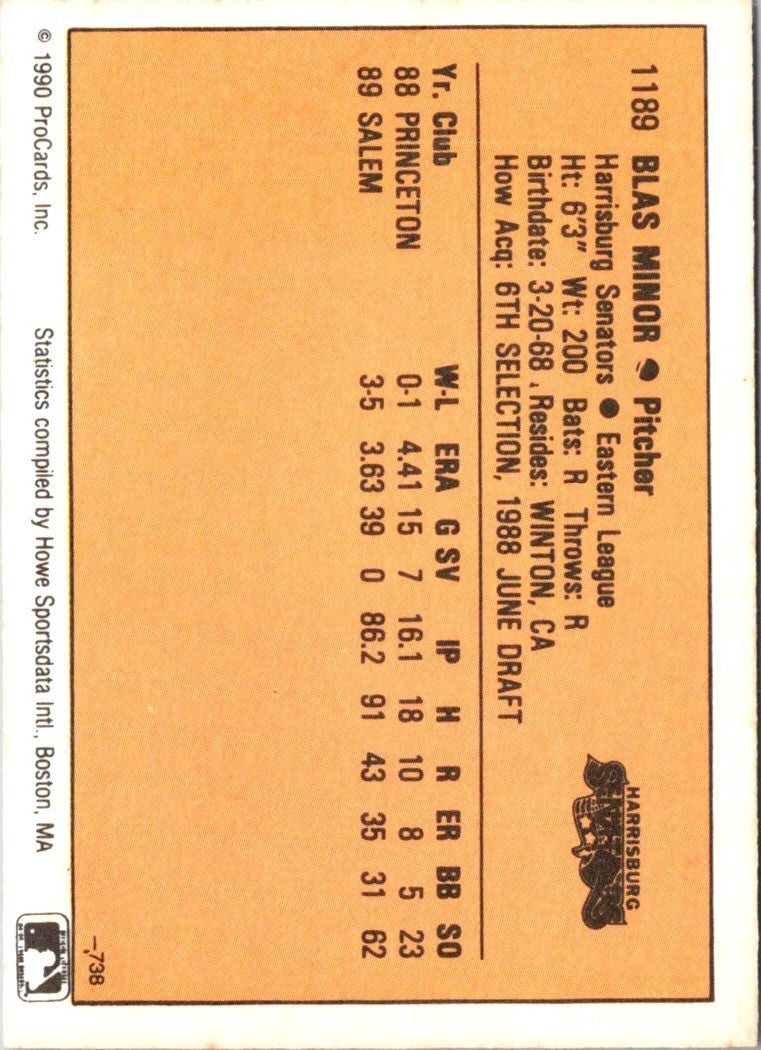 1189 BLAS MINOR ● Pitcher
Harrisburg Senators ● Eastern League
Ht: 6'3" Wt: 200 Bats: R Throws: R
Birthdate: 3-20-68 Resides: WINTON, CA
How Acq: 6TH SELECTION, 1988 JUNE DRAFT
HARRISBURG
SENATORS
Yr. Club W-L ERA G SV IP H R ER BB SO
88 PRINCETON 0-1 4.41 15 7 16.1 18 10 8 5 23
89 SALEM 3-5 3.63 39 0 86.2 91 43 35 31 62
–,738
© 1990 ProCards, Inc. Statistics compiled by Howe Sportsdata Intl., Boston, MA